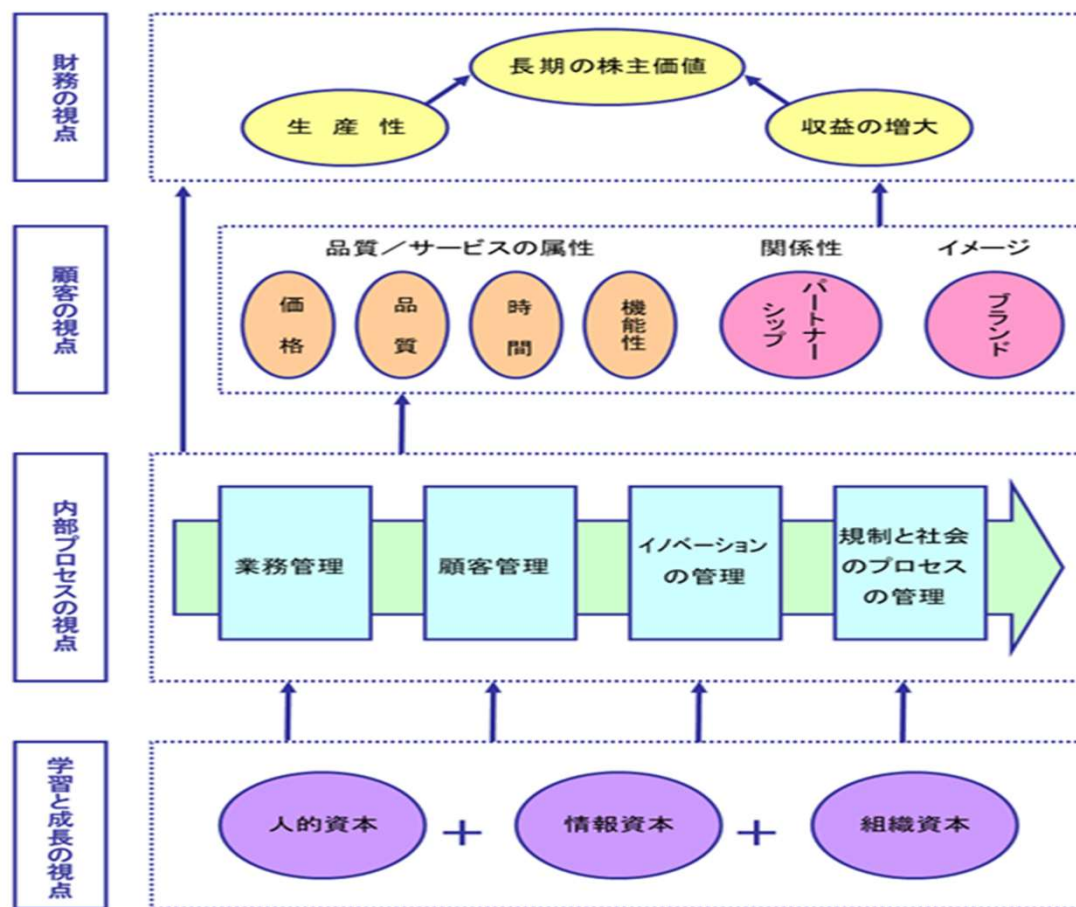 財務の視点
長期の株主価値
生産性
収益の増大
顧客の視点
品質／サービスの属性
関係性
イメージ
価格
品質
時間
機能性
パートナー
シップ
ブランド
内部プロセスの視点
業務管理
顧客管理
イノベーション
の管理
規制と社会
のプロセス
の管理
学習と成長の視点
人的資本
+
情報資本
+
組織資本